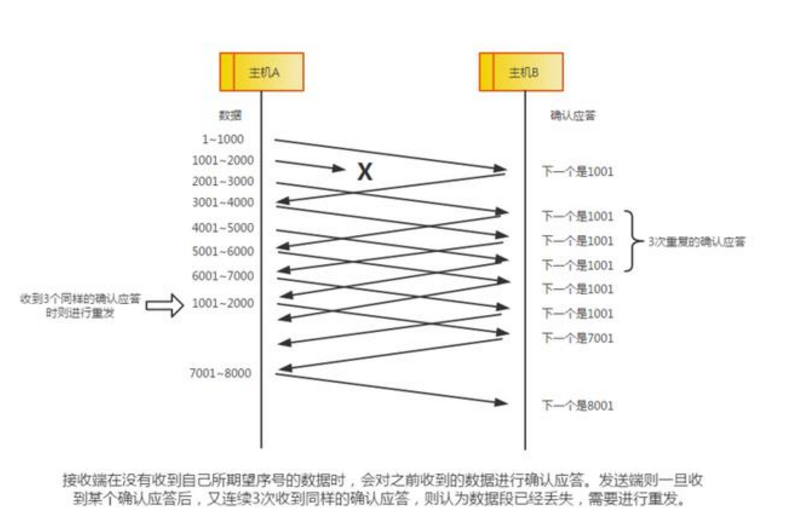 主机A
主机B
数据
确认应答
1~1000
1001~2000
X
下一个是1001
2001~3000
3001~4000
下一个是1001
4001~5000
下一个是1001
3次重复的确认应答
5001~6000
下一个是1001
6001~7000
下一个是1001
收到3个同样的确认应答
时则进行重发
1001~2000
下一个是1001
下一个是7001
7001~8000
下一个是8001
接收端在没有收到自己所期望序号的数据时，会对之前收到的数据进行确认应答。发送端则一旦收
到某个确认应答后，又连续3次收到同样的确认应答，则认为数据段已经丢失，需要进行重发。